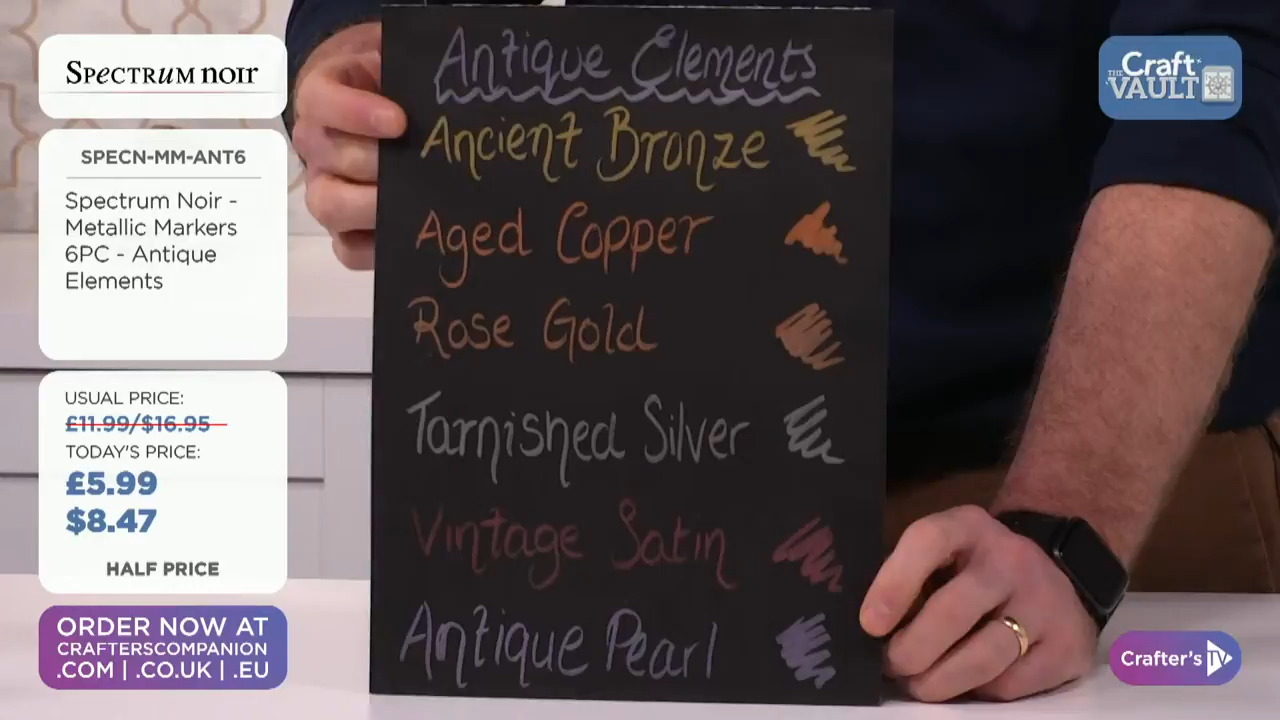 SPECTRUM NOIR
SPECN-MM-ANT6
Spectrum Noir -
Metallic Markers
6PC - Antique
Elements
USUAL PRICE:
£11.99/$16.95
TODAY'S PRICE:
£5.99
$8.47
HALF PRICE
ORDER NOW AT
CRAFTERSCOMPANION
.COM | .CO.UK | .EU
Antique Elements
Ancient Bronze
Aged Copper
Rose Gold
Tarnished Silver
Vintage Satin
Antique Pearl
THE Craft
VAULT
Crafter's TV